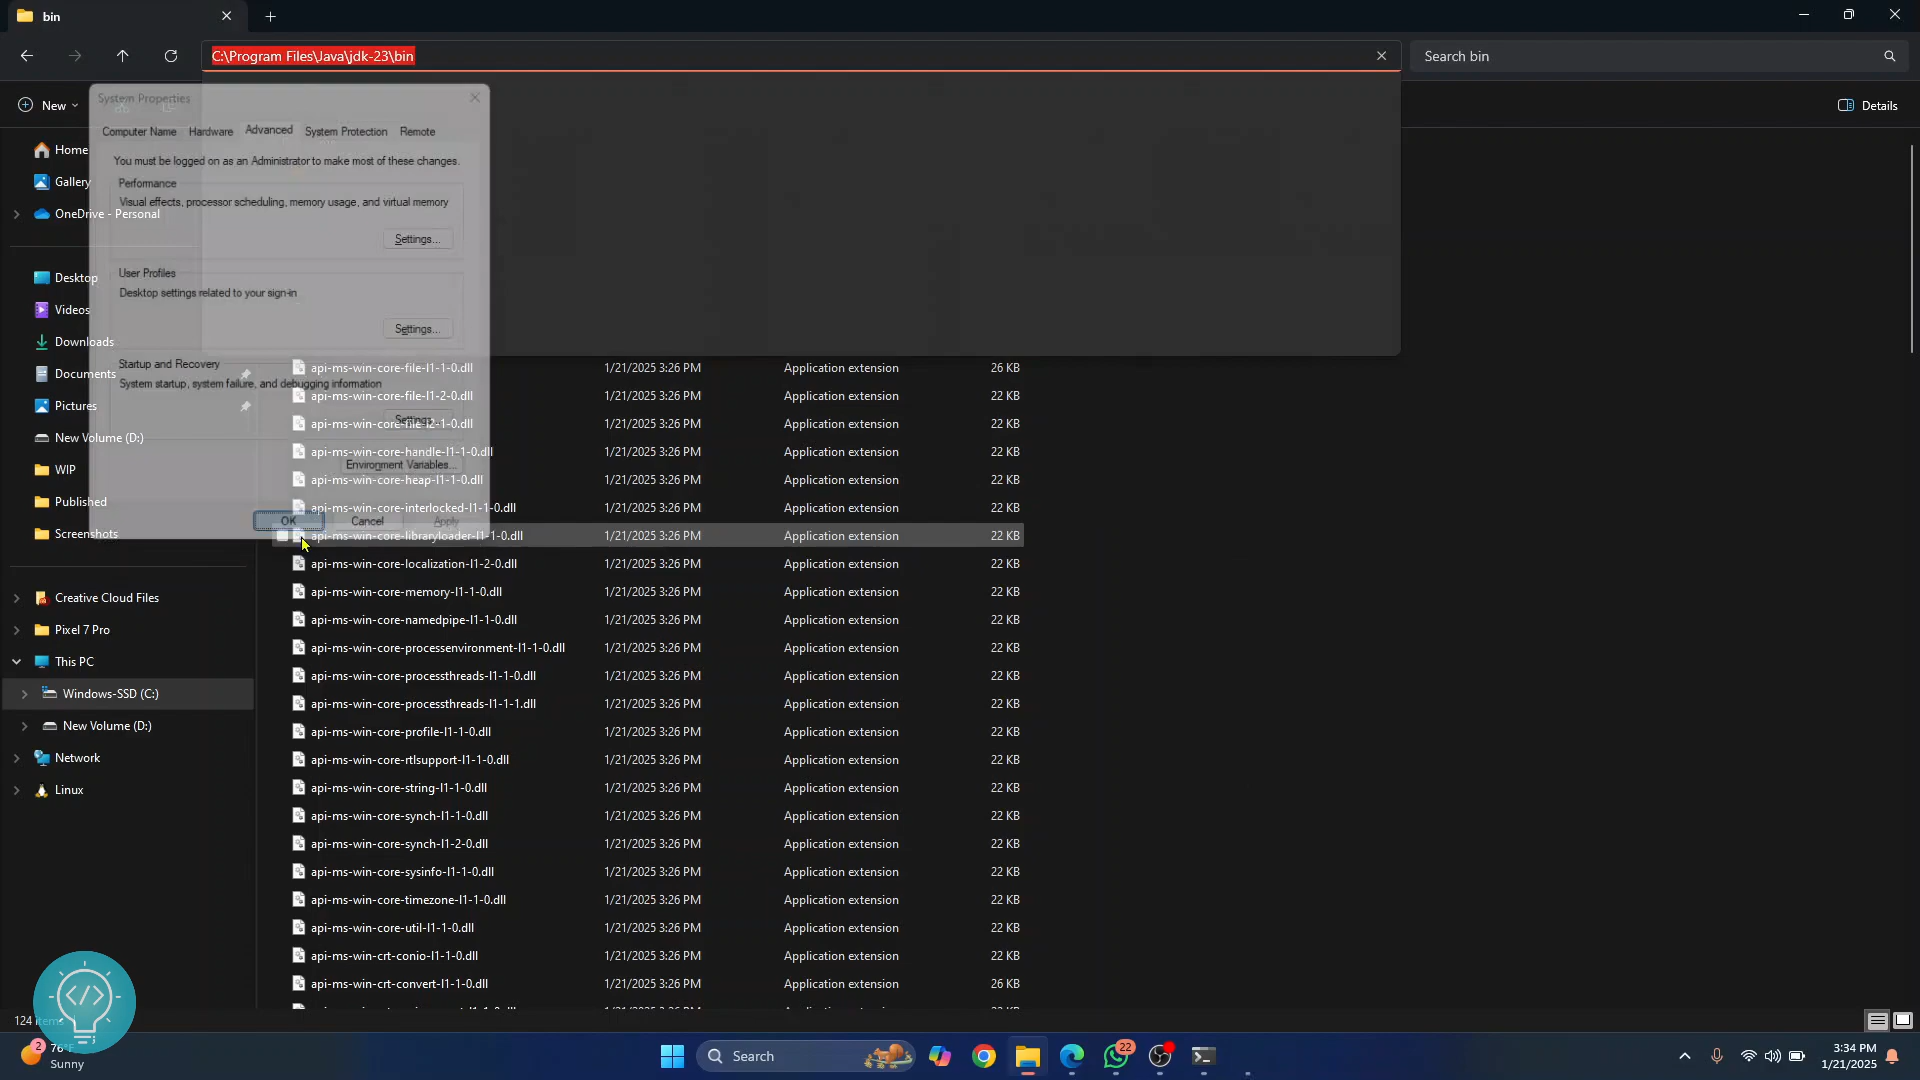 bin
C:\Program Files\Java\jdk-23\bin
Search bin
New
Details
System Properties
Computer Name Hardware Advanced System Protection Remote
You must be logged on as an Administrator to make most of these changes.
Performance
Visual effects, processor scheduling, memory usage, and virtual memory
Settings...
User Profiles
Desktop settings related to your sign-in
Settings...
Startup and Recovery
System startup, system failure, and debugging information
Settings...
Environment Variables...
OK Cancel Apply
Home
Gallery
OneDrive - Personal
Desktop
Videos
Downloads
Documents
Pictures
New Volume (D:)
WIP
Published
Screenshots
Creative Cloud Files
Pixel 7 Pro
This PC
Windows-SSD (C:)
New Volume (D:)
Network
Linux
api-ms-win-core-file-l1-1-0.dll 1/21/2025 3:26 PM Application extension 26 KB
api-ms-win-core-file-l1-2-0.dll 1/21/2025 3:26 PM Application extension 22 KB
api-ms-win-core-file-l2-1-0.dll 1/21/2025 3:26 PM Application extension 22 KB
api-ms-win-core-handle-l1-1-0.dll 1/21/2025 3:26 PM Application extension 22 KB
api-ms-win-core-heap-l1-1-0.dll 1/21/2025 3:26 PM Application extension 22 KB
api-ms-win-core-interlocked-l1-1-0.dll 1/21/2025 3:26 PM Application extension 22 KB
api-ms-win-core-libraryloader-l1-1-0.dll 1/21/2025 3:26 PM Application extension 22 KB
api-ms-win-core-localization-l1-2-0.dll 1/21/2025 3:26 PM Application extension 22 KB
api-ms-win-core-memory-l1-1-0.dll 1/21/2025 3:26 PM Application extension 22 KB
api-ms-win-core-namedpipe-l1-1-0.dll 1/21/2025 3:26 PM Application extension 22 KB
api-ms-win-core-processenvironment-l1-1-0.dll 1/21/2025 3:26 PM Application extension 22 KB
api-ms-win-core-processthreads-l1-1-0.dll 1/21/2025 3:26 PM Application extension 22 KB
api-ms-win-core-processthreads-l1-1-1.dll 1/21/2025 3:26 PM Application extension 22 KB
api-ms-win-core-profile-l1-1-0.dll 1/21/2025 3:26 PM Application extension 22 KB
api-ms-win-core-rtlsupport-l1-1-0.dll 1/21/2025 3:26 PM Application extension 22 KB
api-ms-win-core-string-l1-1-0.dll 1/21/2025 3:26 PM Application extension 22 KB
api-ms-win-core-synch-l1-1-0.dll 1/21/2025 3:26 PM Application extension 22 KB
api-ms-win-core-synch-l1-2-0.dll 1/21/2025 3:26 PM Application extension 22 KB
api-ms-win-core-sysinfo-l1-1-0.dll 1/21/2025 3:26 PM Application extension 22 KB
api-ms-win-core-timezone-l1-1-0.dll 1/21/2025 3:26 PM Application extension 22 KB
api-ms-win-core-util-l1-1-0.dll 1/21/2025 3:26 PM Application extension 22 KB
api-ms-win-crt-conio-l1-1-0.dll 1/21/2025 3:26 PM Application extension 22 KB
api-ms-win-crt-convert-l1-1-0.dll 1/21/2025 3:26 PM Application extension 26 KB
124 items
</>
2
76°F
Sunny
Search
22
3:34 PM
1/21/2025